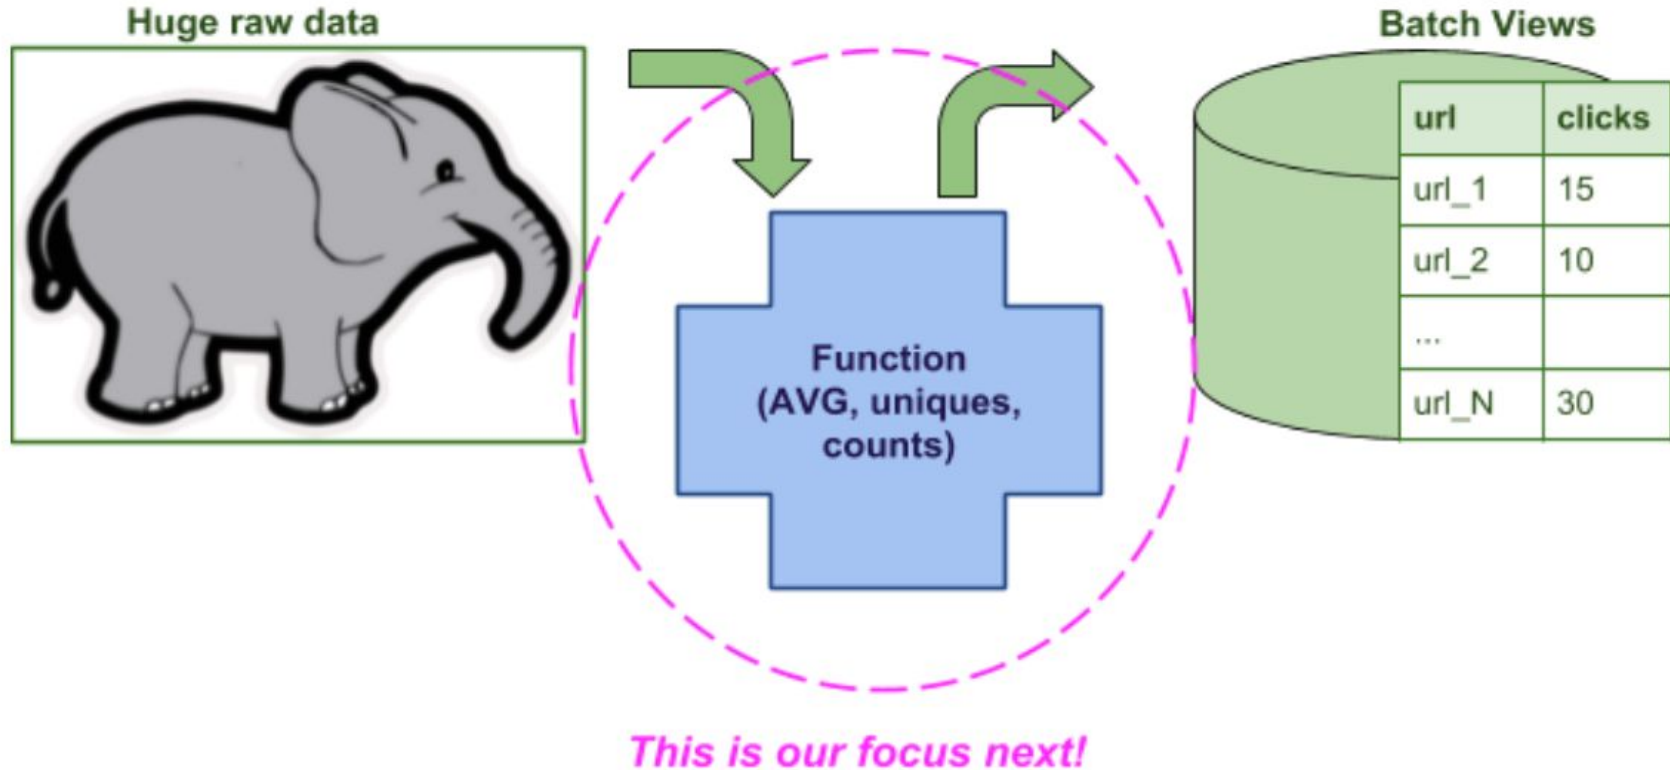 Huge raw data
Batch Views
Function
(AVG, uniques,
counts)
url clicks
url_1 15
url_2 10
...
url_N 30
This is our focus next!